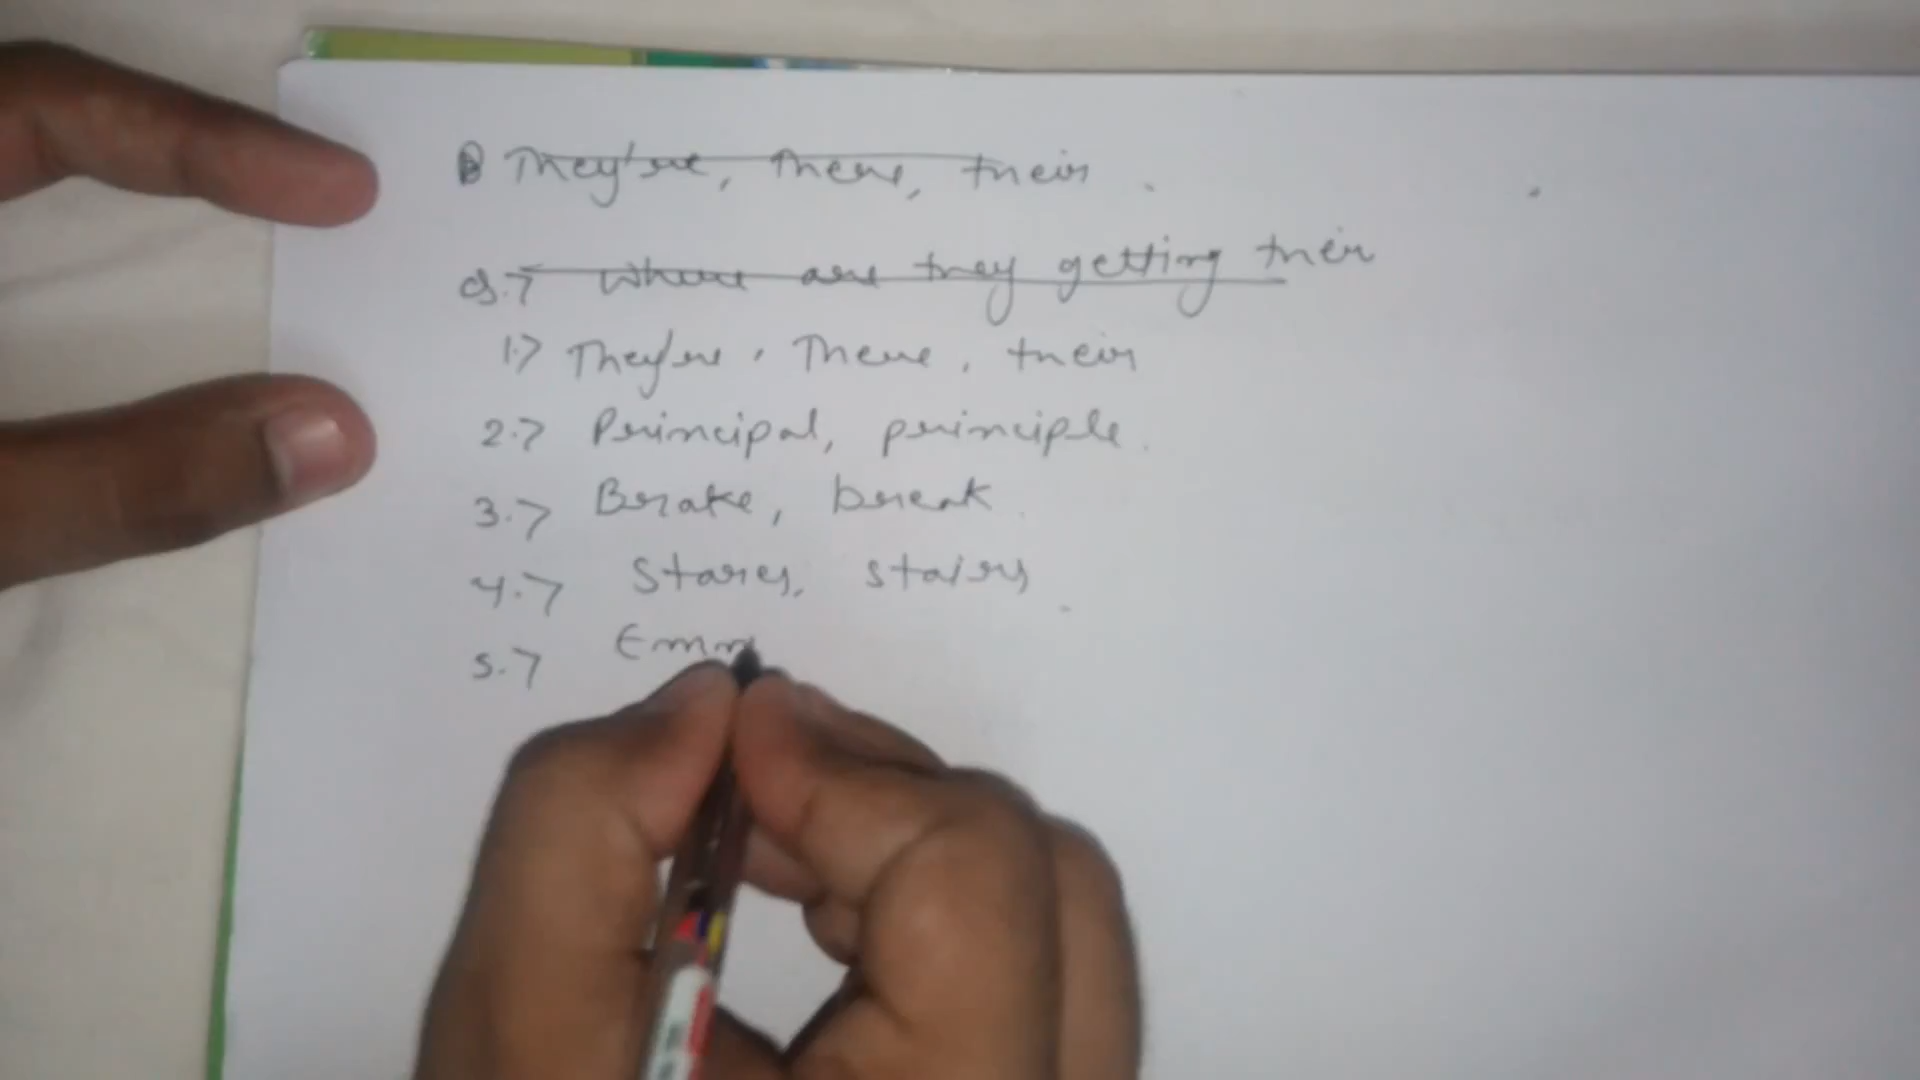 They're, There, their.
g.> Where are they getting their
1.> They're, There, their
2.> Principal, principle.
3.> Brake, break.
4.> Stares, stairs.
5.> Emm